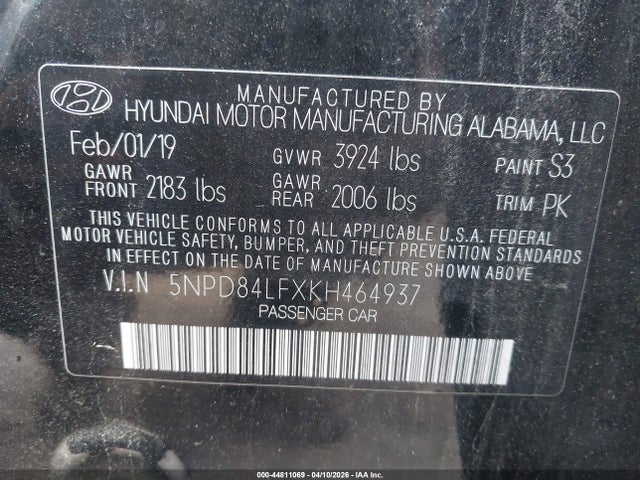 MANUFACTURED BY
HYUNDAI MOTOR MANUFACTURING ALABAMA, LLC
Feb/01/19 GVWR 3924 lbs PAINT S3
GAWR FRONT 2183 lbs GAWR REAR 2006 lbs TRIM PK
THIS VEHICLE CONFORMS TO ALL APPLICABLE U.S.A. FEDERAL
MOTOR VEHICLE SAFETY, BUMPER, AND THEFT PREVENTION STANDARDS
IN EFFECT ON THE DATE OF MANUFACTURE SHOWN ABOVE
V.I.N 5NPD84LFXKH464937
PASSENGER CAR
000-44811069 - 04/10/2026 - IAA Inc.